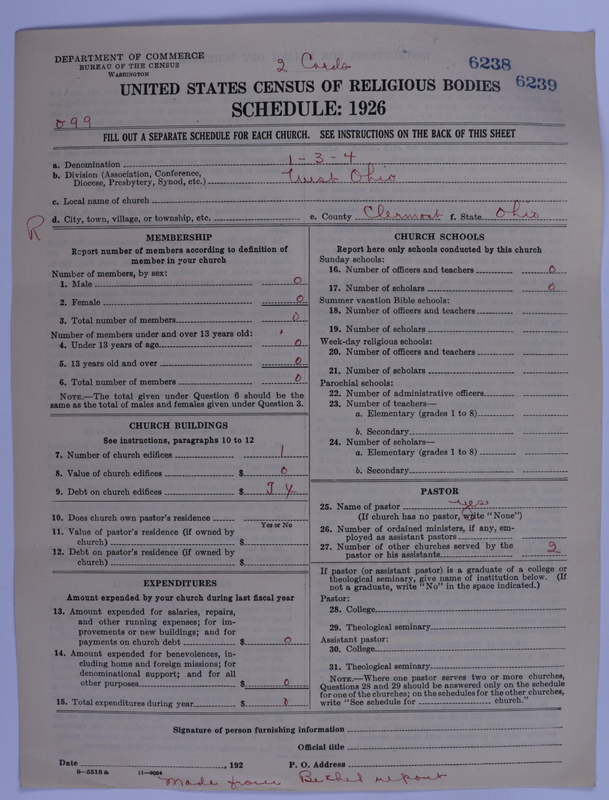 DEPARTMENT OF COMMERCE
BUREAU OF THE CENSUS
WASHINGTON
2 Cards
6238
6239
UNITED STATES CENSUS OF RELIGIOUS BODIES
SCHEDULE: 1926
099
FILL OUT A SEPARATE SCHEDULE FOR EACH CHURCH. SEE INSTRUCTIONS ON THE BACK OF THIS SHEET
a. Denomination 1-3-4
b. Division (Association, Conference, Diocese, Presbytery, Synod, etc.) West Ohio
c. Local name of church
d. City, town, village, or township, etc. e. County Clermont f. State Ohio
R
MEMBERSHIP
Report number of members according to definition of
member in your church
Number of members, by sex:
1. Male 0
2. Female 0
3. Total number of members 0
Number of members under and over 13 years old:
4. Under 13 years of age 0
5. 13 years old and over 0
6. Total number of members 0
NOTE.—The total given under Question 6 should be
same as the total of males and females given under Question 3.
CHURCH BUILDINGS
See instructions, paragraphs 10 to 12
7. Number of church edifices 1
8. Value of church edifices $ 0
9. Debt on church edifices $
10. Does church own pastor's residence
Yes or No
11. Value of pastor's residence (if owned by
church) $
12. Debt on pastor's residence (if owned by
church) $
EXPENDITURES
Amount expended by your church during last fiscal year
13. Amount expended for salaries, repairs,
and other running expenses; for im-
provements or new buildings; and for
payments on church debt $ 0
14. Amount expended for benevolences, in-
cluding home and foreign missions; for
denominational support; and for all
other purposes $ 0
15. Total expenditures during year $ 0
CHURCH SCHOOLS
Report here only schools conducted by this church
Sunday schools:
16. Number of officers and teachers 0
17. Number of scholars 0
Summer vacation Bible schools:
18. Number of officers and teachers
19. Number of scholars
Week-day religious schools:
20. Number of officers and teachers
21. Number of scholars
Parochial schools:
22. Number of administrative officers
23. Number of teachers—
a. Elementary (grades 1 to 8)
b. Secondary
24. Number of scholars—
a. Elementary (grades 1 to 8)
b. Secondary
PASTOR
25. Name of pastor yes
(If church has no pastor, write "None")
26. Number of ordained ministers, if any, em-
ployed as assistant pastors
27. Number of other churches served by the
pastor or his assistants 2
If pastor (or assistant pastor) is a graduate of a college or
theological seminary, give name of institution below. (If
not a graduate, write "No" in the space indicated.)
Pastor:
28. College
29. Theological seminary
Assistant pastor:
30. College
31. Theological seminary
NOTE.—Where one pastor serves two or more churches,
Questions 28 and 29 should be answered only on the schedule
for one of the churches; on the schedules for the other churches,
write "See schedule for church."
Signature of person furnishing information
Official title
Date , 192 P. O. Address
8—5518a 11—9054
Made from Bethel report